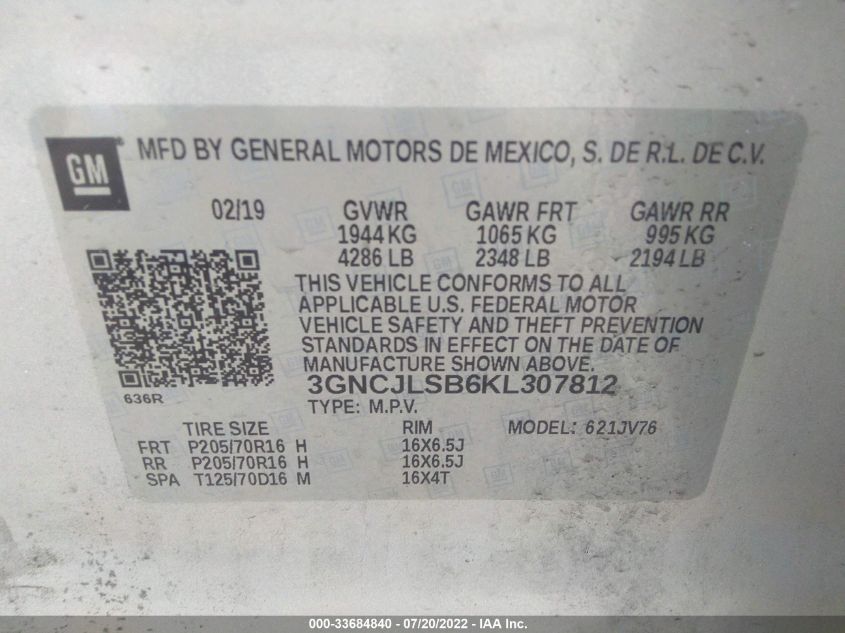 GM
MFD BY GENERAL MOTORS DE MEXICO, S. DE R.L. DE C.V.
02/19 GVWR GAWR FRT GAWR RR
1944 KG 1065 KG 995 KG
4286 LB 2348 LB 2194 LB
THIS VEHICLE CONFORMS TO ALL
APPLICABLE U.S. FEDERAL MOTOR
VEHICLE SAFETY AND THEFT PREVENTION
STANDARDS IN EFFECT ON THE DATE OF
MANUFACTURE SHOWN ABOVE.
3GNCJLSB6KL307812
636R
TYPE: M.P.V.
TIRE SIZE RIM MODEL: 621JV76
FRT P205/70R16 H 16X6.5J
RR P205/70R16 H 16X6.5J
SPA T125/70D16 M 16X4T
000-33684840 - 07/20/2022 - IAA Inc.